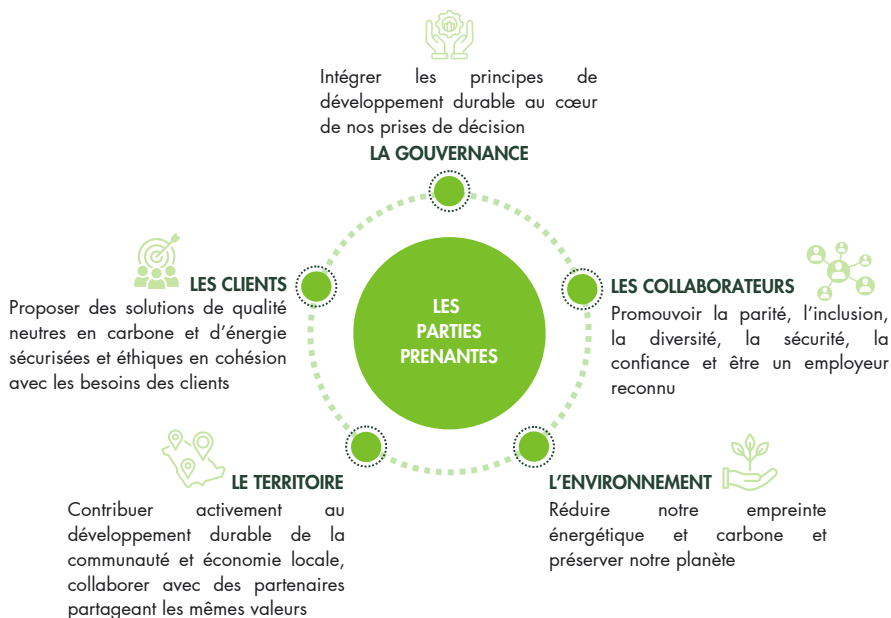 Intégrer les principes de
développement durable au cœur
de nos prises de décision
LA GOUVERNANCE
LES CLIENTS
Proposer des solutions de qualité
neutres en carbone et d’énergie
sécurisées et éthiques en cohésion
avec les besoins des clients
LES
PARTIES
PRENANTES
LES COLLABORATEURS
Promouvoir la parité, l’inclusion,
la diversité, la sécurité, la
confiance et être un employeur
reconnu
LE TERRITOIRE
Contribuer activement au
développement durable de la
communauté et économie locale,
collaborer avec des partenaires
partageant les mêmes valeurs
L’ENVIRONNEMENT
Réduire notre empreinte
énergétique et carbone et
préserver notre planète